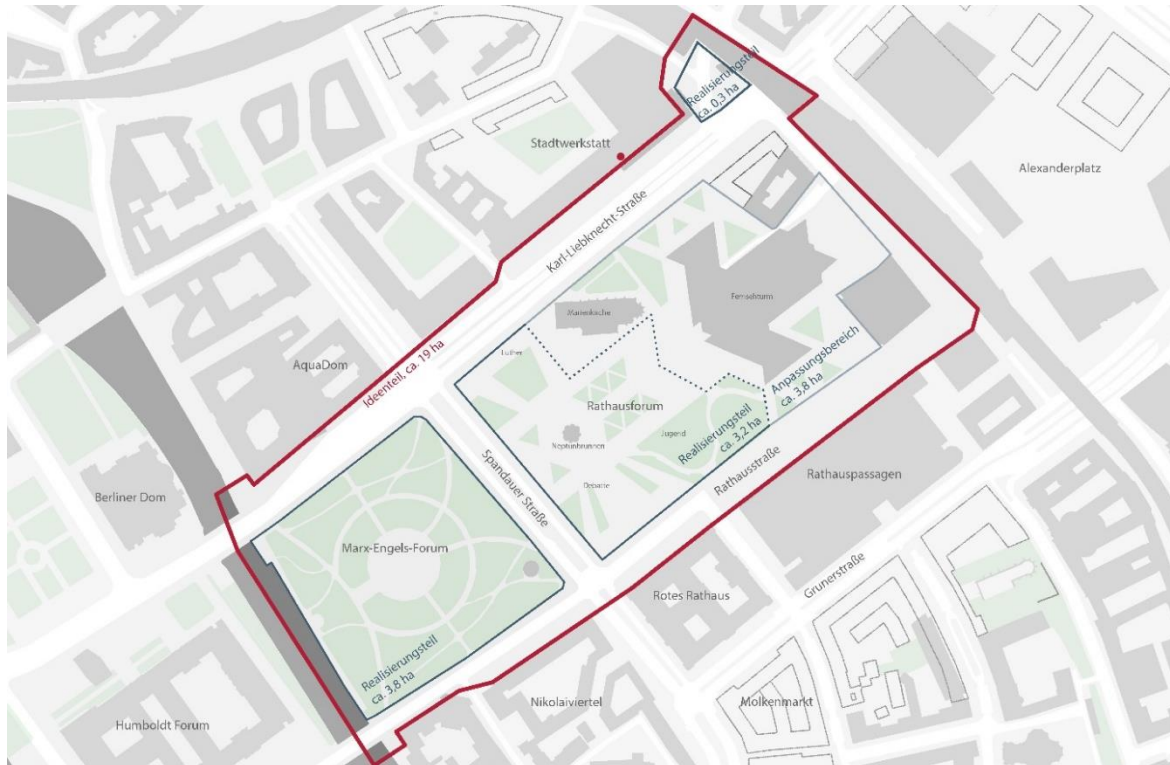 Realisierungsteil
ca. 0,3 ha
Stadtwerkstatt
Alexanderplatz
Karl-Liebknecht-Straße
Fernsehturm
Marienkirche
Luther
AquaDom
Ideenteil, ca. 19 ha
Anpassungsbereich
ca. 3,8 ha
Rathausforum
Jugend
Realisierungsteil
ca. 3,2 ha
Neptunbrunnen
Rathausstraße
Rathauspassagen
Spandauer Straße
Berliner Dom
Marx-Engels-Forum
Grunerstraße
Rotes Rathaus
Realisierungsteil
ca. 3,8 ha
Nikolaiviertel
Molkenmarkt
Humboldt Forum